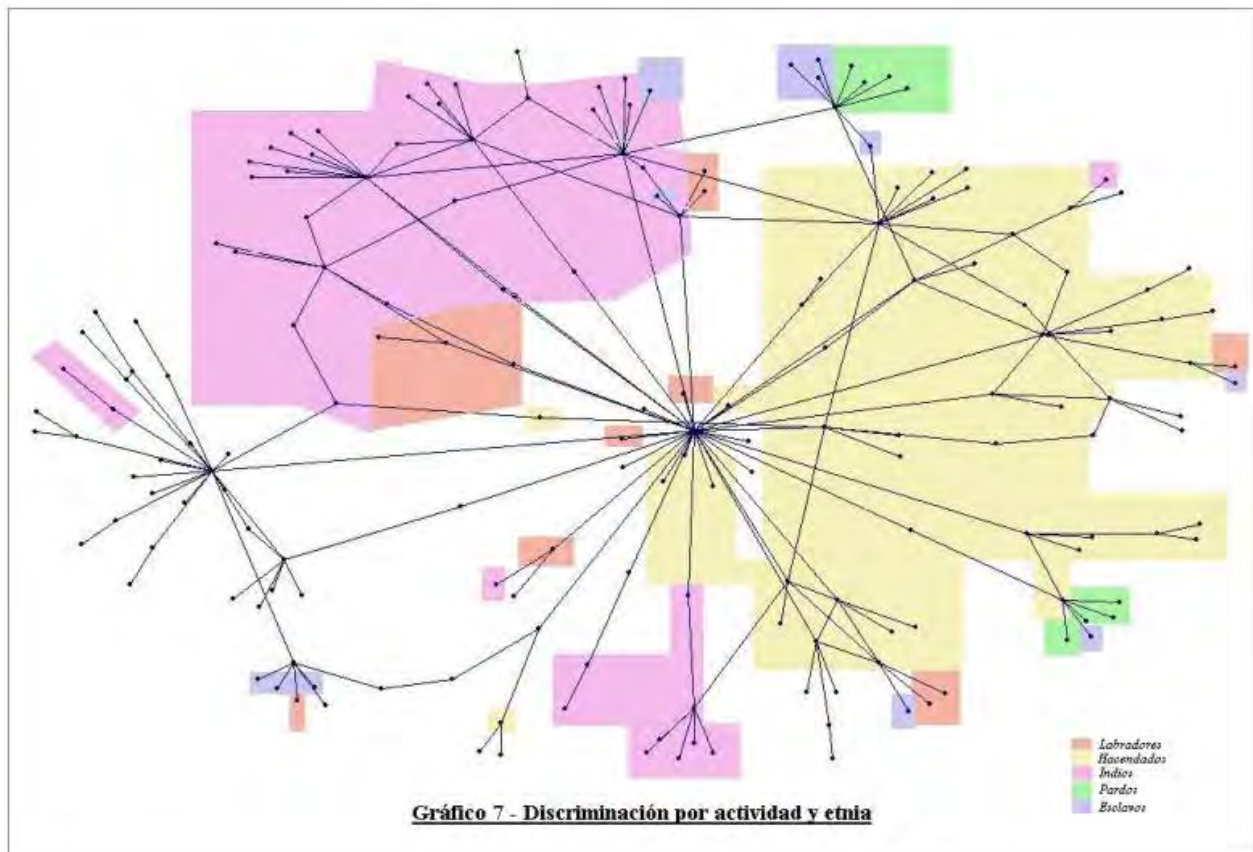 Labradores
Hacendados
Indios
Pardos
Esclavos
Gráfico 7 - Discriminación por actividad y etnia